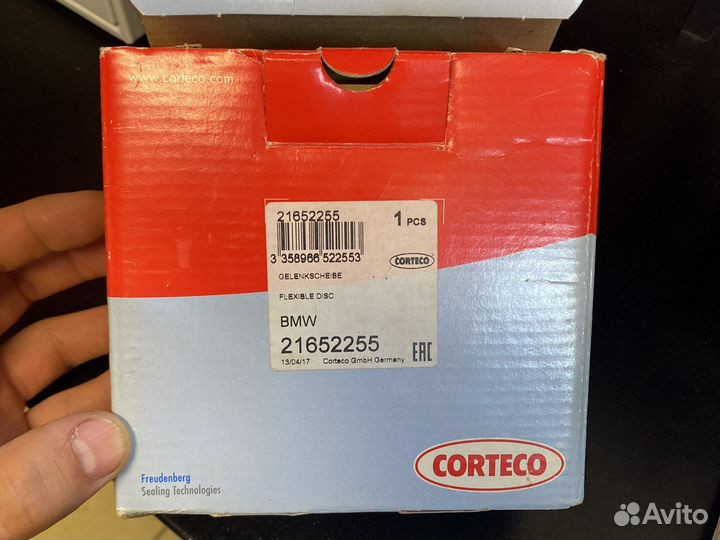 www.corteco.com
21652255 1 PCS
3 358966 522553
CORTECO
GELENKSCHEIBE
FLEXIBLE DISC
BMW
21652255
13/04/17 Corteco GmbH Germany
EAC
CORTECO®
Freudenberg
Sealing Technologies
Avito